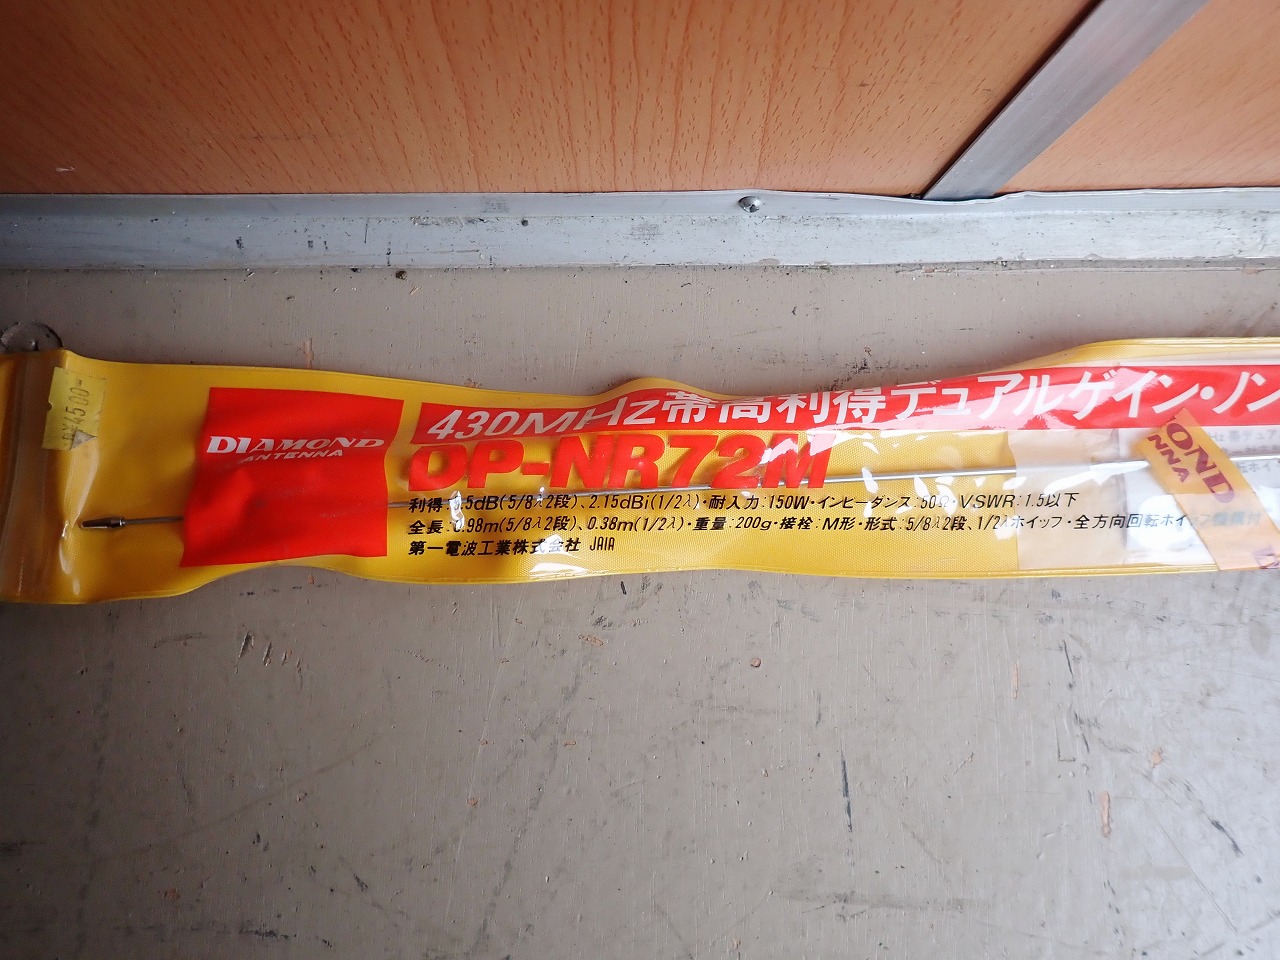 ¥4500-
DIAMOND
ANTENNA
430MHz帯高利得デュアルゲイン・ノン
DP-NR72M
利得:5.5dB(5/8λ2段)、2.15dBi(1/2λ)・耐入力:150W・インピーダンス:50Ω・VSWR:1.5以下
全長:0.98m(5/8λ2段)、0.38m(1/2λ)・重量:200g・接栓:M形・形式:5/8λ2段、1/2λホイップ・全方向回転ホイップ
第一電波工業株式会社 JAIA
OND
NNA